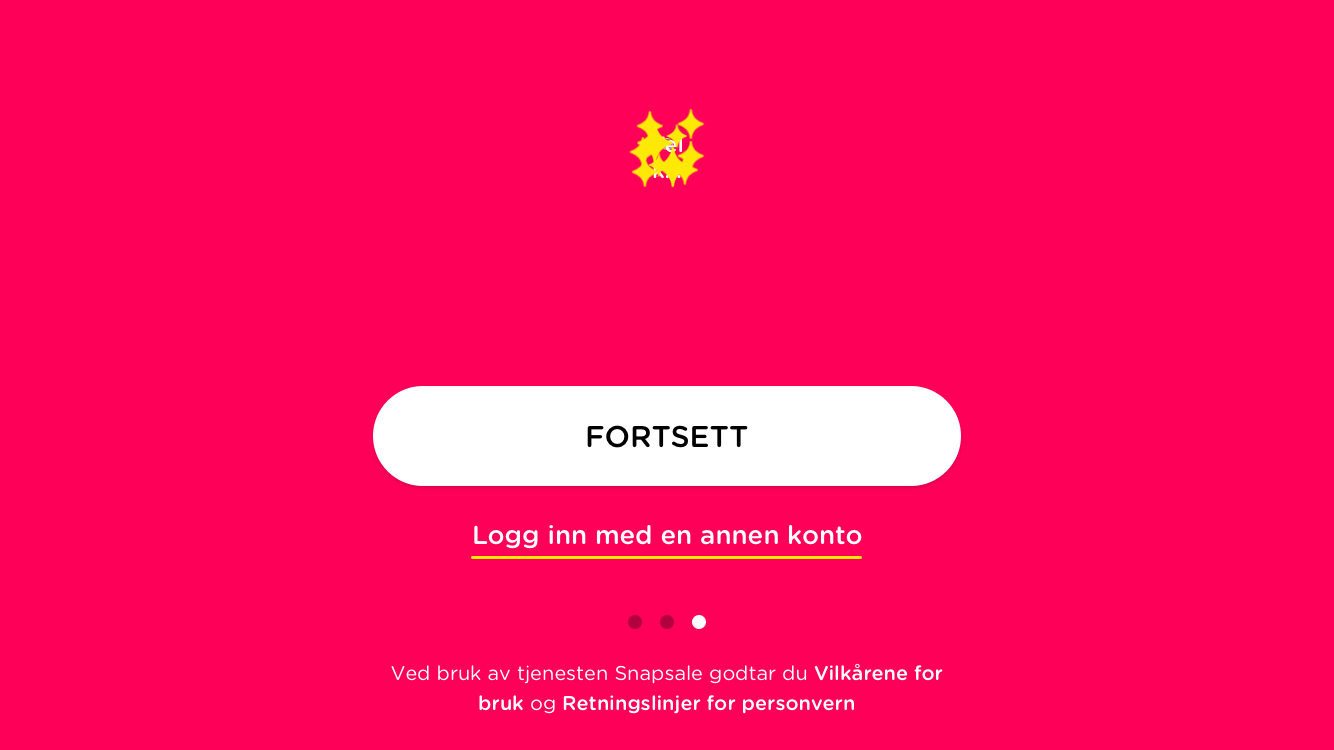 FORTSETT
Logg inn med en annen konto
Ved bruk av tjenesten Snapsale godtar du Vilkårene for
bruk og Retningslinjer for personvern